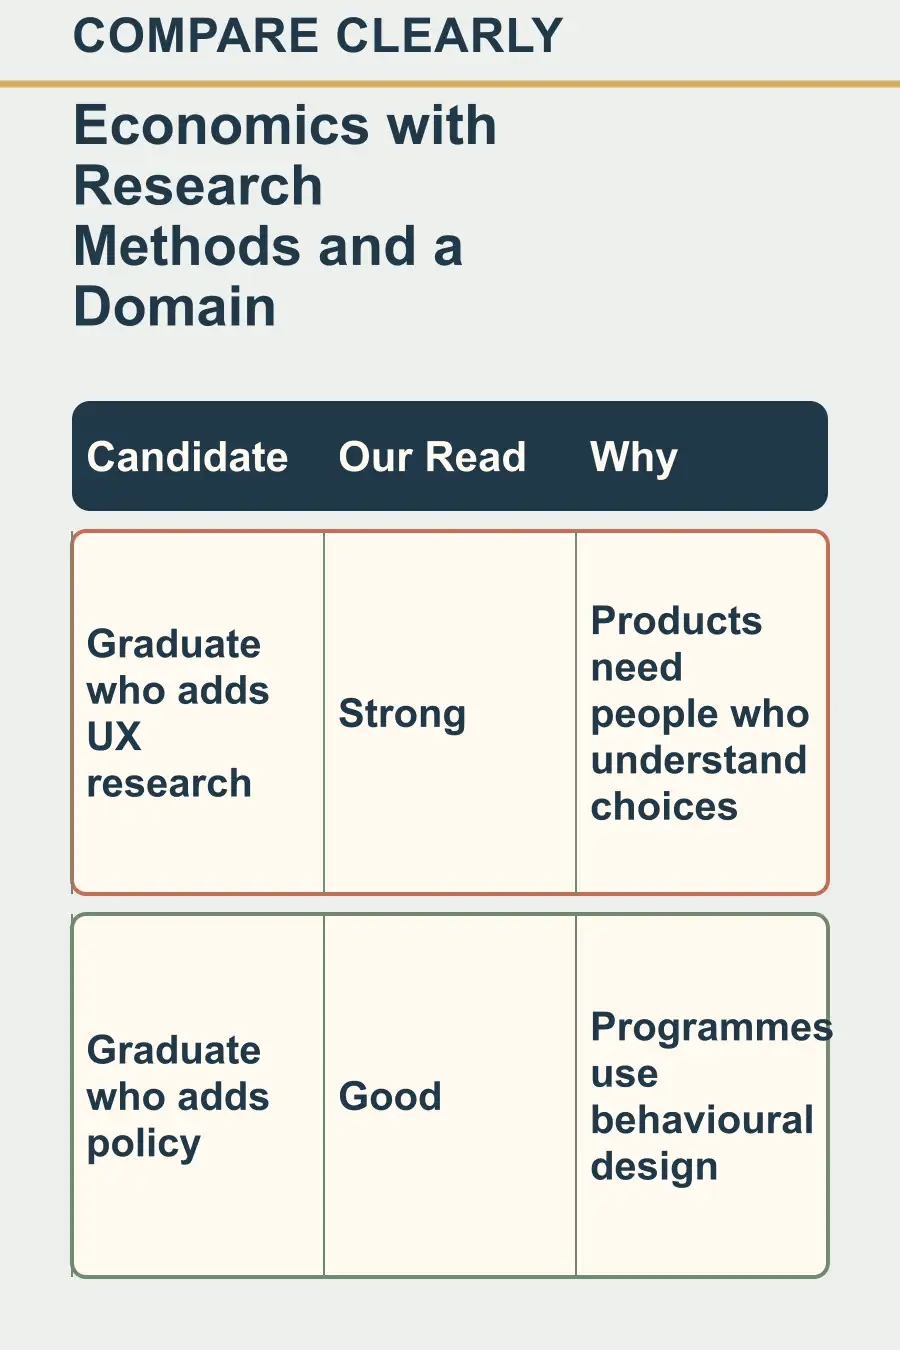 COMPARE CLEARLY
Economics with
Research
Methods and a
Domain
Candidate Our Read Why
Graduate
who adds
UX
research
Strong
Products
need
people who
understand
choices
Graduate
who adds
policy
Good
Programmes
use
behavioural
design